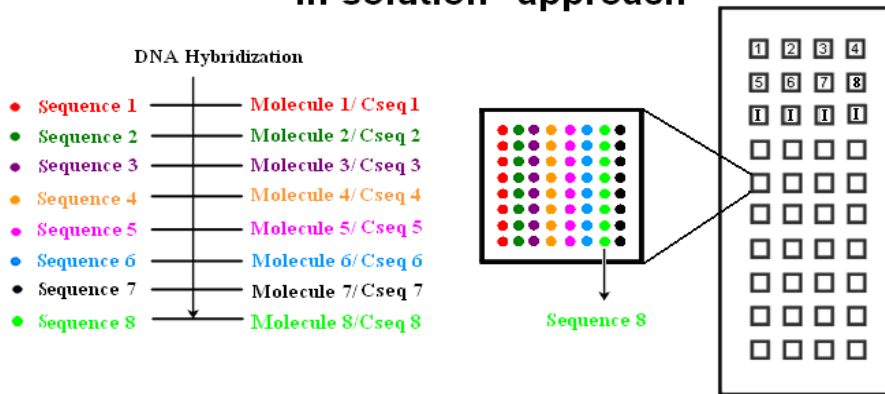 in-solution" approach
DNA Hybridization
Sequence 1 Molecule 1/ Cseq 1
Sequence 2 Molecule 2/ Cseq 2
Sequence 3 Molecule 3/ Cseq 3
Sequence 4 Molecule 4/ Cseq 4
Sequence 5 Molecule 5/ Cseq 5
Sequence 6 Molecule 6/ Cseq 6
Sequence 7 Molecule 7/ Cseq 7
Sequence 8 Molecule 8/ Cseq 8
Sequence 8
1 2 3 4
5 6 7 8
I I I I